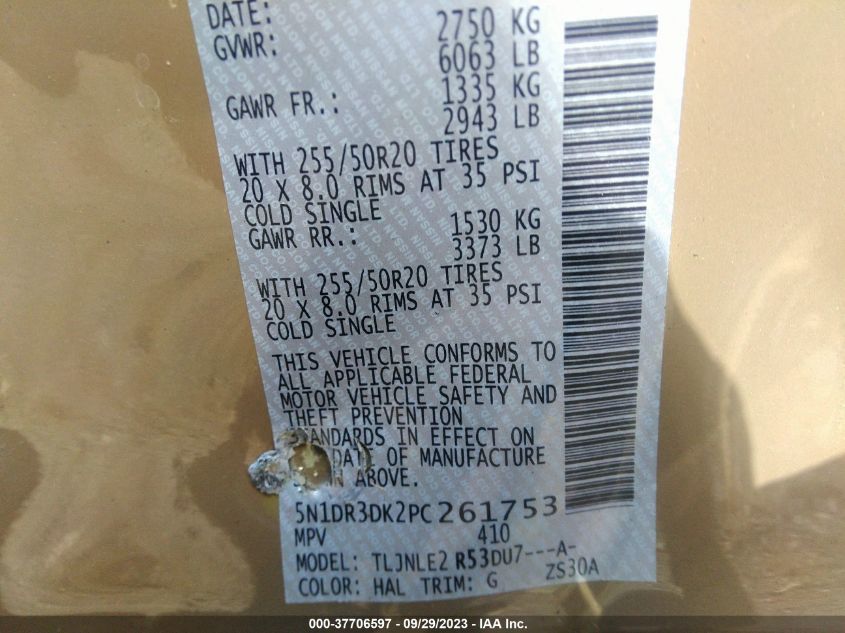 DATE:
2750 KG
GVWR: 6063 LB
1335 KG
GAWR FR.: 2943 LB
WITH 255/50R20 TIRES
20 X 8.0 RIMS AT 35 PSI
COLD SINGLE
1530 KG
GAWR RR.: 3373 LB
WITH 255/50R20 TIRES
20 X 8.0 RIMS AT 35 PSI
COLD SINGLE
THIS VEHICLE CONFORMS TO
ALL APPLICABLE FEDERAL
MOTOR VEHICLE SAFETY AND
THEFT PREVENTION
STANDARDS IN EFFECT ON
DATE OF MANUFACTURE
ABOVE.
5N1DR3DK2PC261753
MPV 410
MODEL: TLJNLE2 R53DU7---A-
COLOR: HAL TRIM: G ZS30A
000-37706597 / 09/29/2023 - IAA Inc.